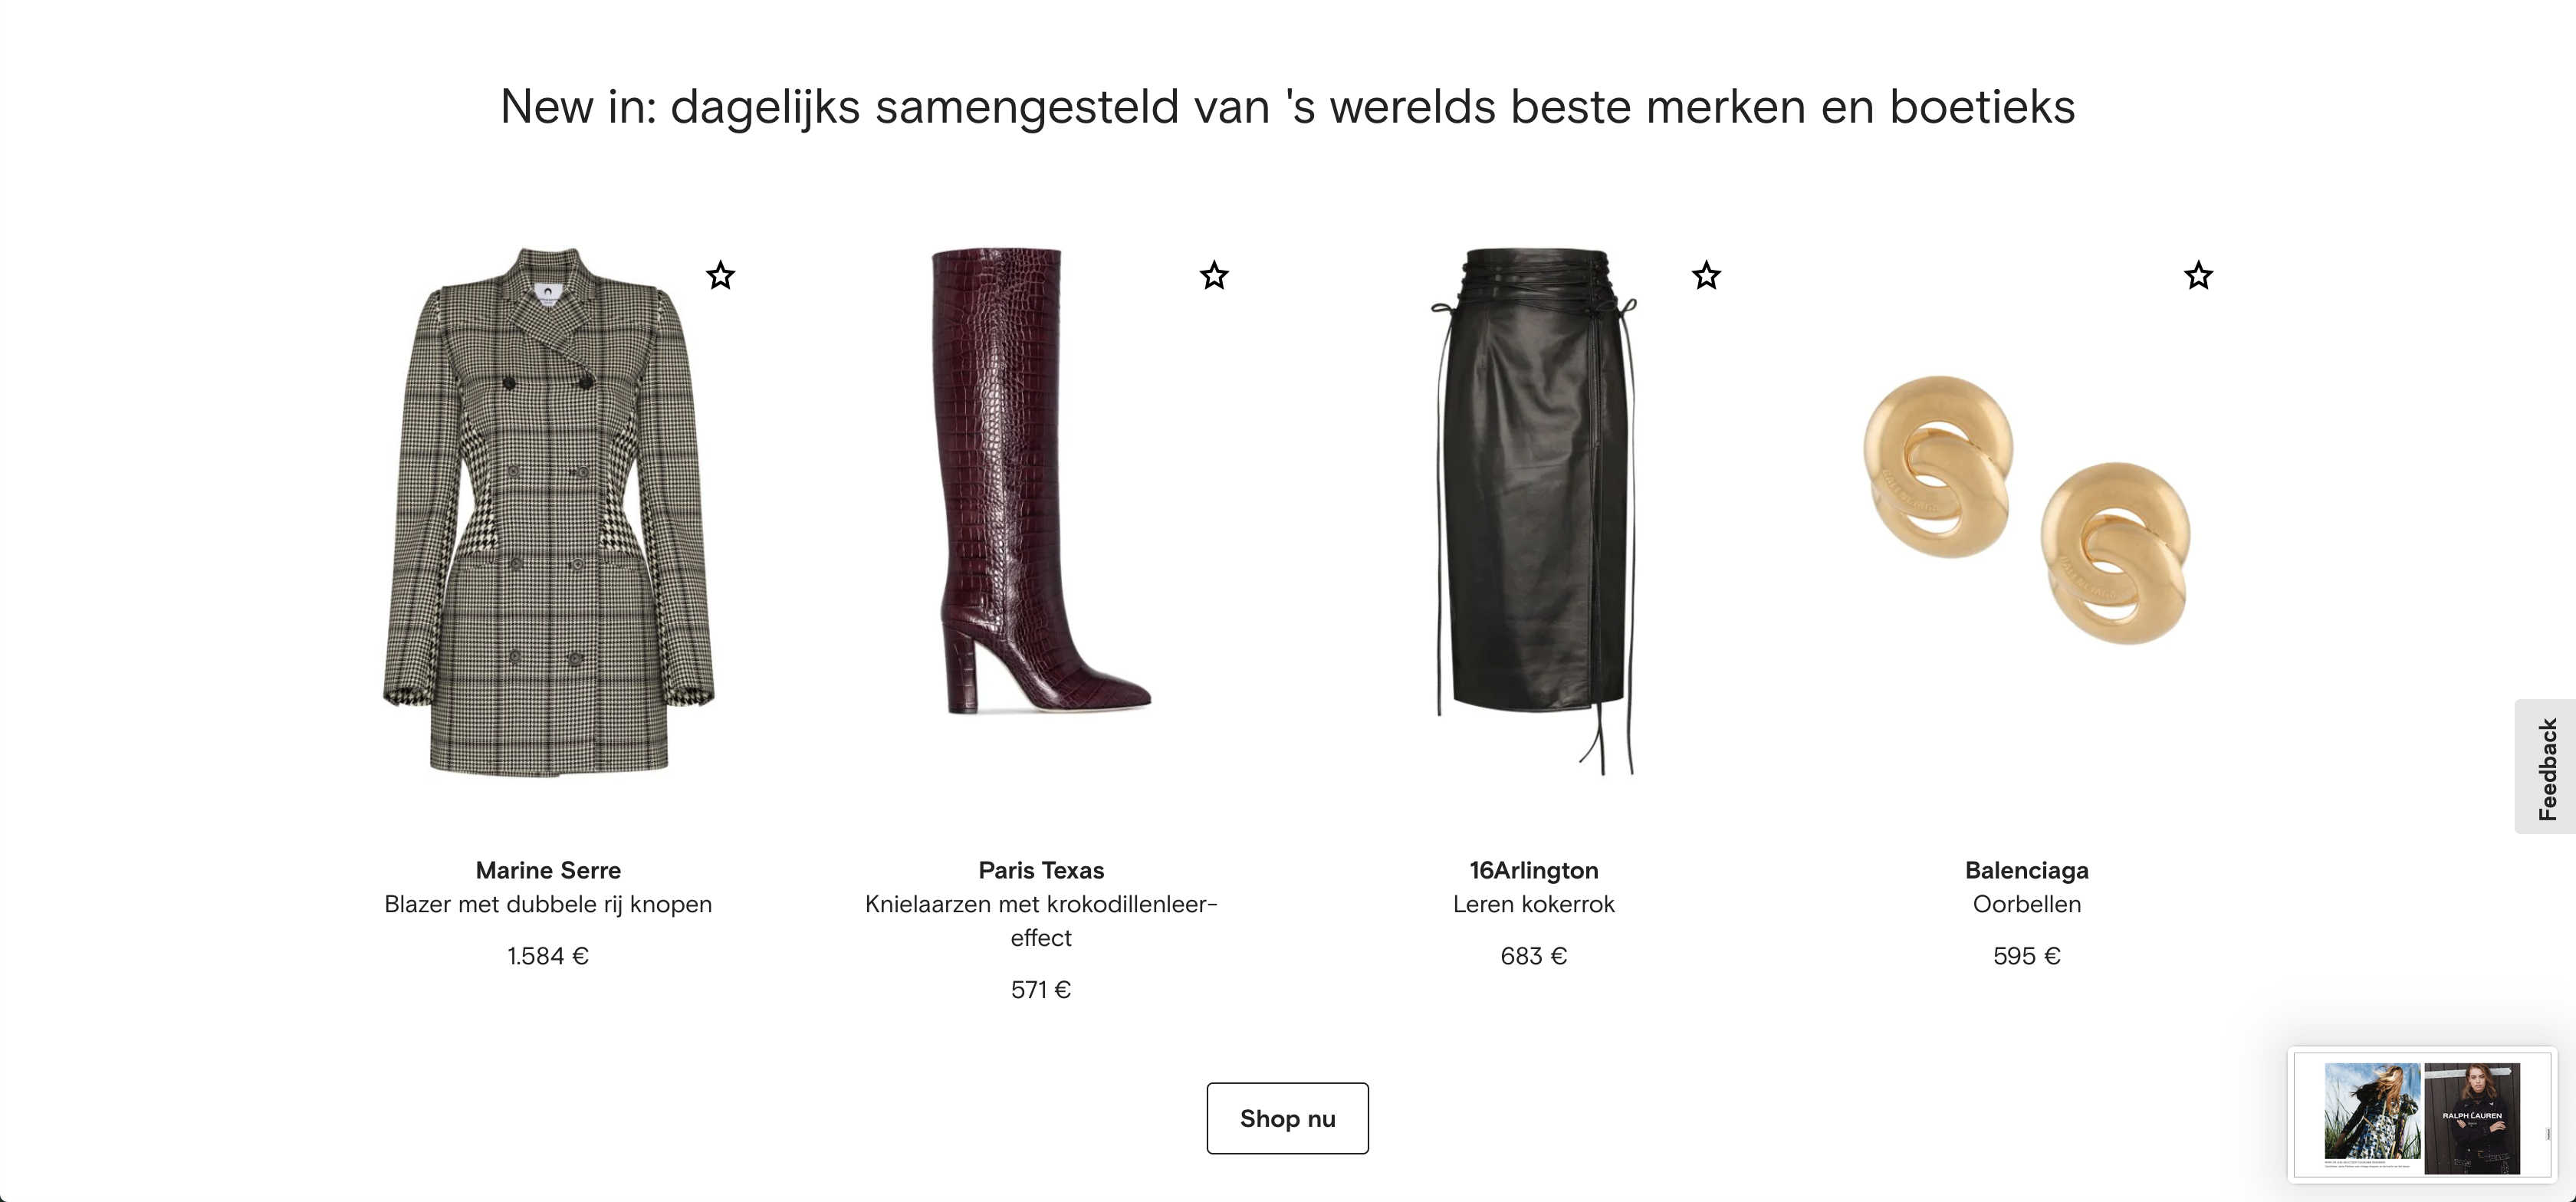 New in: dagelijks samengesteld van 's werelds beste merken en boetieks
Marine Serre
Blazer met dubbele rij knopen
1.584 €
Paris Texas
Knielaarzen met krokodillenleer-
effect
571 €
16Arlington
Leren kokerrok
683 €
Balenciaga
Oorbellen
595 €
Shop nu
Feedback
RALPH LAUREN